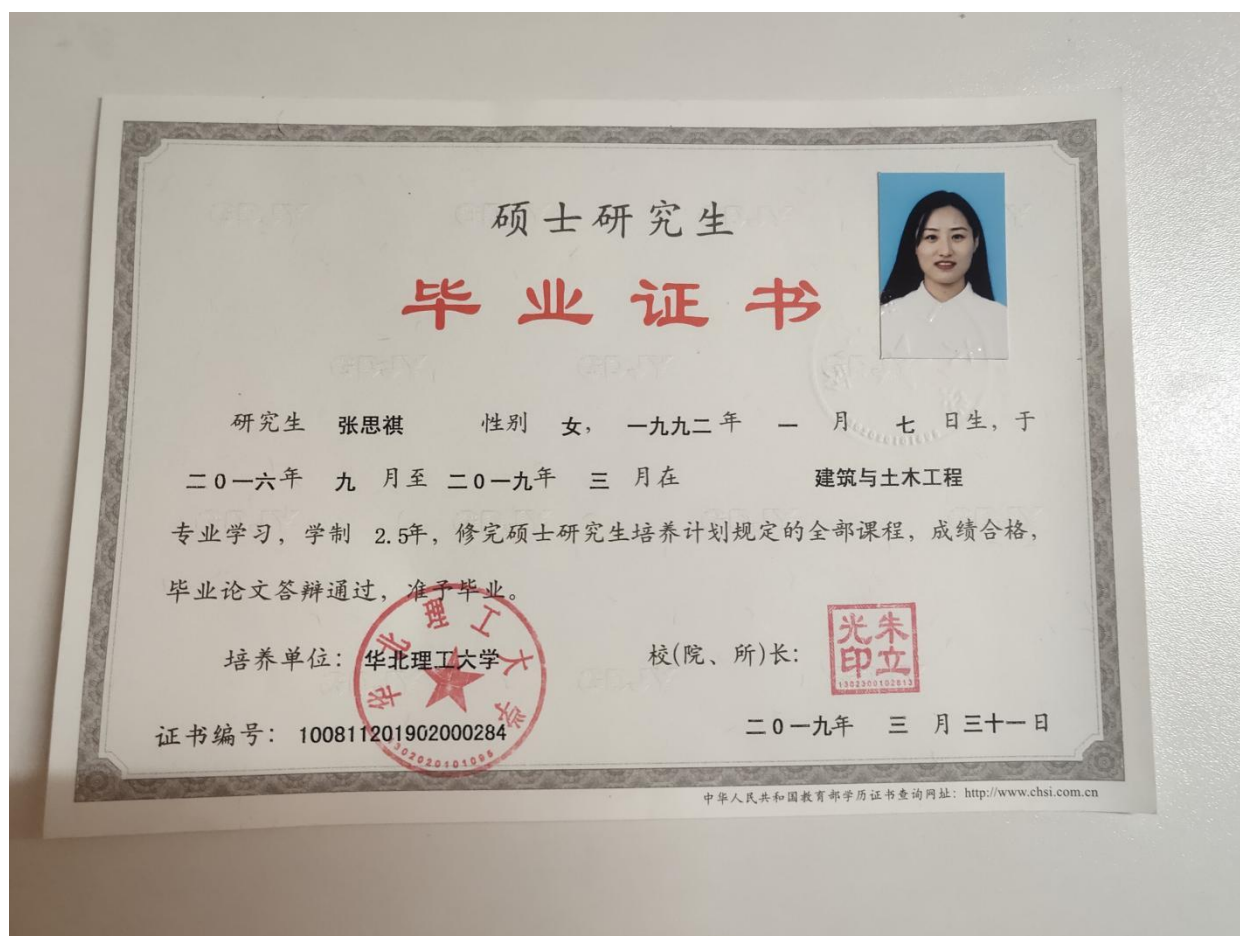 硕士研究生
毕业证书
研究生 张思祺 性别 女， 一九九二 年 一 月 七 日生，于
二0一六年 九 月至 二0一九年 三 月在 建筑与土木工程
专业学习，学制 2.5年，修完硕士研究生培养计划规定的全部课程，成绩合格，
毕业论文答辩通过，准予毕业。
培养单位：华北理工大学 校(院、所)长：
华北理工大学
朱立光印
1302300102613
证书编号：100811201902000284 二0一九年 三 月 三十一 日
中华人民共和国教育部学历证书查询网址：http://www.chsi.com.cn